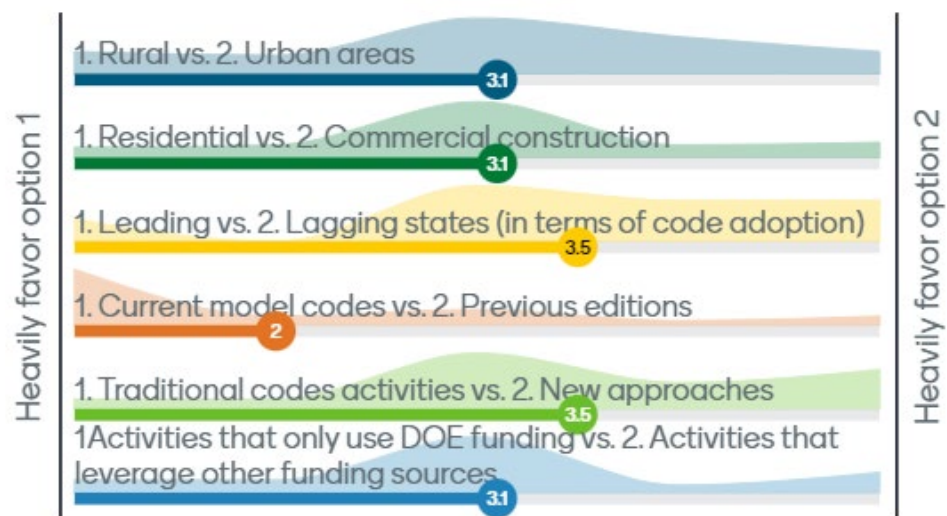 Heavily favor option 1
1. Rural vs. 2. Urban areas
3.1
1. Residential vs. 2. Commercial construction
3.1
1. Leading vs. 2. Lagging states (in terms of code adoption)
3.5
1. Current model codes vs. 2. Previous editions
2
1. Traditional codes activities vs. 2. New approaches
3.5
1Activities that only use DOE funding vs. 2. Activities that
leverage other funding sources
3.1
Heavily favor option 2